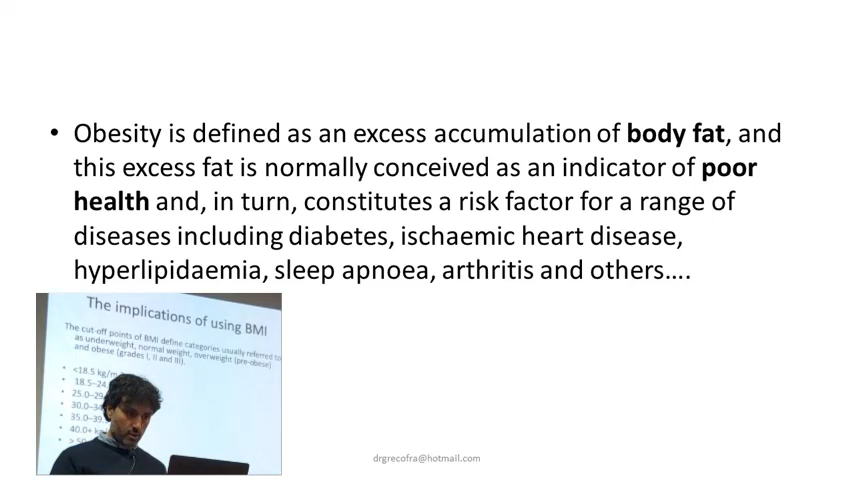 • Obesity is defined as an excess accumulation of body fat, and
this excess fat is normally conceived as an indicator of poor
health and, in turn, constitutes a risk factor for a range of
diseases including diabetes, ischaemic heart disease,
hyperlipidaemia, sleep apnoea, arthritis and others….
The implications of using BMI
The cut-off points of BMI define categories usually referred to
as underweight, normal weight, overweight (pre-obese)
and obese (grades I, II and III).
• <18.5 kg/m
• 18.5–24
• 25.0–29
• 30.0–3
• 35.0–39
• 40.0+ k
• > 50
drgrecofra@hotmail.com